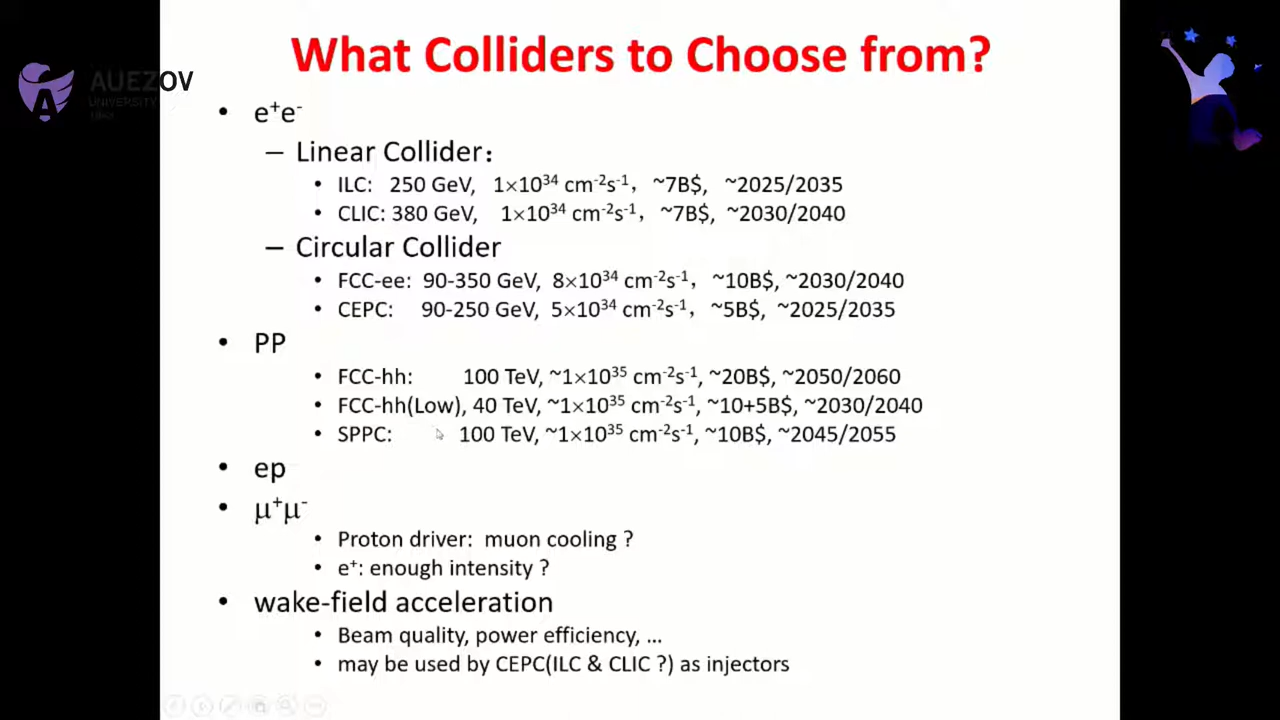 What Colliders to Choose from?
AUEZOV
UNIVERSITY
• e⁺e⁻
– Linear Collider：
• ILC: 250 GeV, 1×10³⁴ cm⁻²s⁻¹， ~7B$, ~2025/2035
• CLIC: 380 GeV, 1×10³⁴ cm⁻²s⁻¹， ~7B$, ~2030/2040
– Circular Collider
• FCC-ee: 90-350 GeV, 8×10³⁴ cm⁻²s⁻¹， ~10B$, ~2030/2040
• CEPC: 90-250 GeV, 5×10³⁴ cm⁻²s⁻¹， ~5B$, ~2025/2035
• PP
• FCC-hh: 100 TeV, ~1×10³⁵ cm⁻²s⁻¹, ~20B$, ~2050/2060
• FCC-hh(Low), 40 TeV, ~1×10³⁵ cm⁻²s⁻¹, ~10+5B$, ~2030/2040
• SPPC: 100 TeV, ~1×10³⁵ cm⁻²s⁻¹, ~10B$, ~2045/2055
• ep
• μ⁺μ⁻
• Proton driver: muon cooling ?
• e⁺: enough intensity ?
• wake-field acceleration
• Beam quality, power efficiency, ...
• may be used by CEPC(ILC & CLIC ?) as injectors